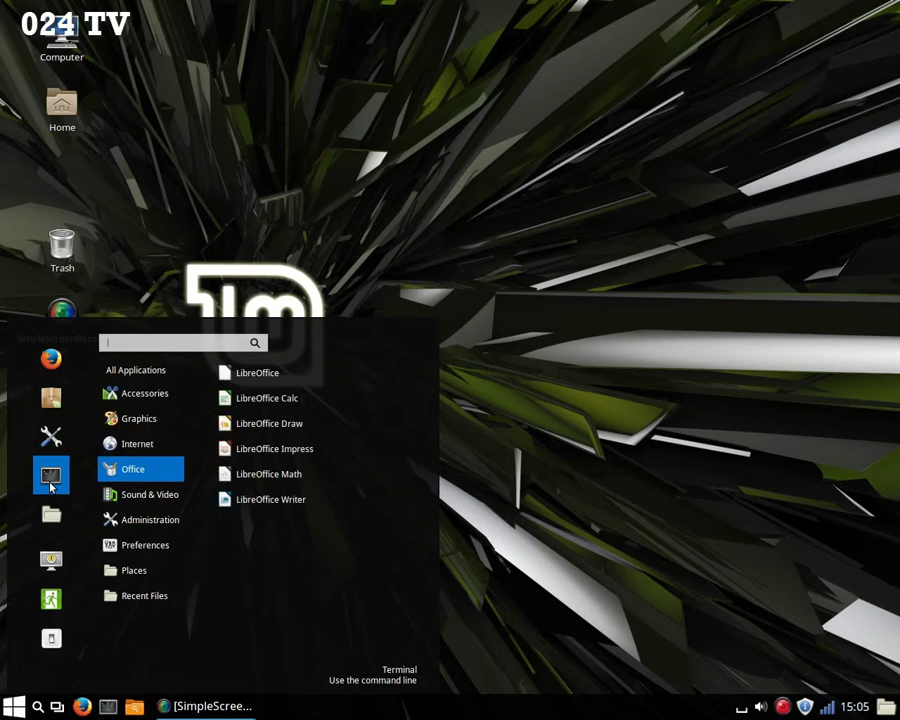 024 TV
Computer
Home
Trash
SimpleScreenReco
All Applications
Accessories
Graphics
Internet
Office
Sound & Video
Administration
Preferences
Places
Recent Files
LibreOffice
LibreOffice Calc
LibreOffice Draw
LibreOffice Impress
LibreOffice Math
LibreOffice Writer
Terminal
Use the command line
[SimpleScree...
15:05